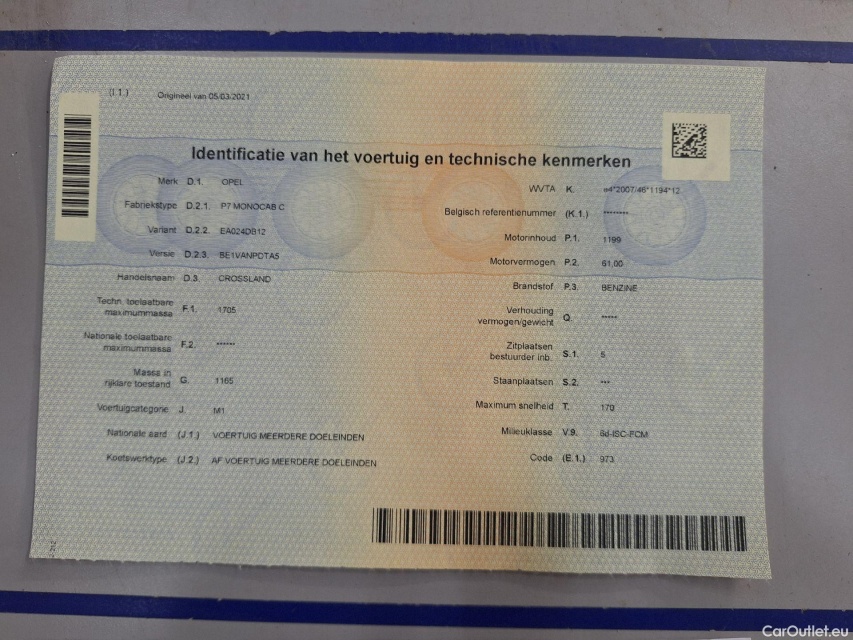 (I.1.) Origineel van 05/03/2021
Identificatie van het voertuig en technische kenmerken
Merk D.1. OPEL
Fabriekstype D.2.1. P7 MONOCAB C
Variant D.2.2. EA024DB12
Versie D.2.3. BE1VANPDTA5
Handelsnaam D.3. CROSSLAND
Techn. toelaatbare
maximummassa F.1. 1705
Nationale toelaatbare
maximummassa F.2. ******
Massa in
rijklare toestand G. 1165
Voertuigcategorie J. M1
Nationale aard (J.1.) VOERTUIG MEERDERE DOELEINDEN
Koetswerktype (J.2.) AF VOERTUIG MEERDERE DOELEINDEN
WVTA K. e4*2007/46*1194*12
Belgisch referentienummer (K.1.) ********
Motorinhoud P.1. 1199
Motorvermogen P.2. 61.00
Brandstof P.3. BENZINE
Verhouding
vermogen/gewicht Q. *****
Zitplaatsen
bestuurder inb. S.1. 5
Staanplaatsen S.2. ***
Maximum snelheid T. 170
Milieuklasse V.9. 6d-ISC-FCM
Code (E.1.) 973
CarOutlet.eu